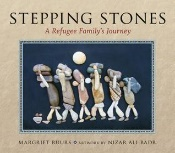 STEPPING STONES
A Refugee Family's Journey
MARGRIET RUURS ARTWORK BY NIZAR ALI BADR